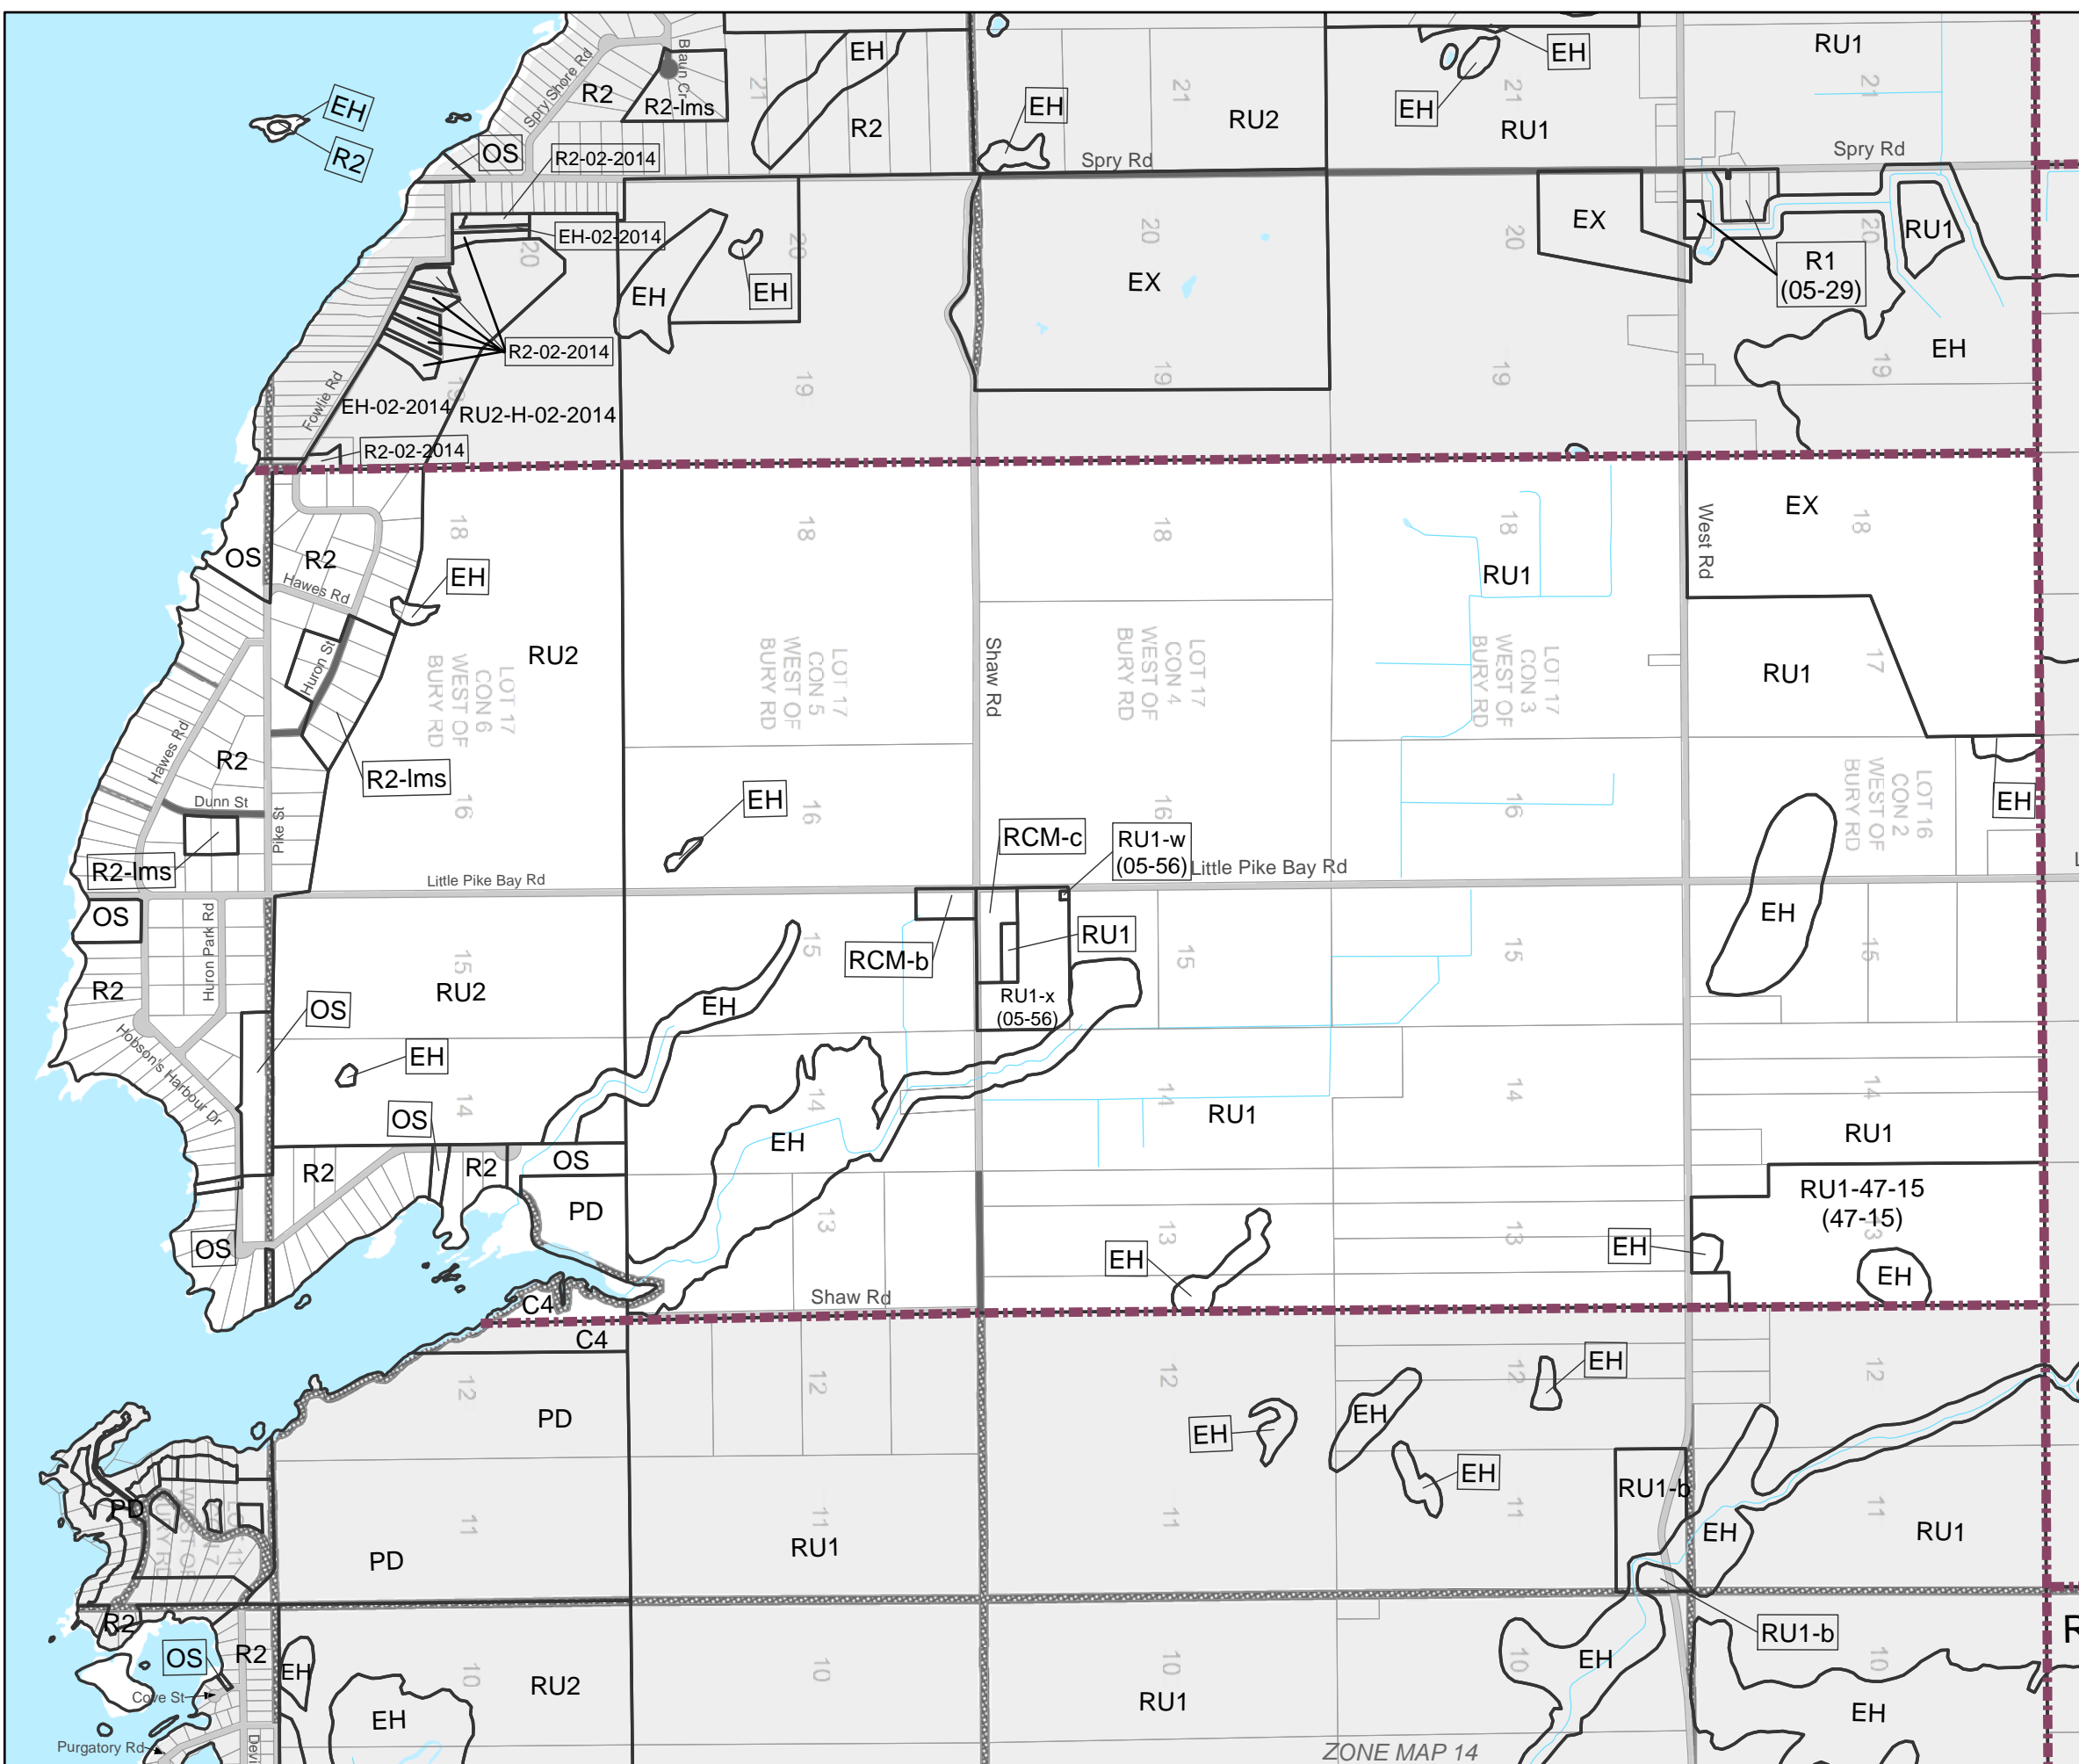 RU1
EH
Baun Cr
EH
21
21
21
21
R2
Spry Shore Rd
R2-lms
EH
R2
EH
R2
EH
RU2
EH
RU1
Spry Rd
Spry Rd
OS
R2-02-2014
EH-02-2014
20
20
20
20
20
EX
EX
RU1
R1
(05-29)
EH
EH
R2-02-2014
EH
19
19
19
19
Fowlie Rd
EH-02-2014
RU2-H-02-2014
R2-02-2014
EX
18
18
18
18
18
West Rd
OS
R2
Hawes Rd
EH
RU1
RU2
Huron St
LOT 17
CON 6
WEST OF
BURY RD
LOT 17
CON 5
WEST OF
BURY RD
Shaw Rd
LOT 17
CON 4
WEST OF
BURY RD
LOT 17
CON 3
WEST OF
BURY RD
RU1
17
Hawes Rd
R2
R2-lms
Dunn St
Pike St
16
EH
16
16
16
LOT 16
CON 2
WEST OF
BURY RD
EH
RCM-c
RU1-w
(05-56)
R2-lms
Little Pike Bay Rd
Little Pike Bay Rd
OS
Huron Park Rd
EH
15
15
15
15
15
RCM-b
RU1
R2
RU2
OS
EH
RU1-x
(05-56)
Hobson's Harbour Dr
EH
14
14
14
14
14
OS
EH
RU1
RU1
R2
R2
OS
PD
RU1-47-15
(47-15)
13
13
13
13
OS
EH
EH
EH
C4
Shaw Rd
C4
12
12
12
12
12
EH
PD
EH
EH
EH
RU1-b
PD
LOT 11
CON 7
WEST OF
BURY RD
11
11
11
11
11
PD
RU1
EH
RU1
R2
OS
R2
EH
RU1-b
10
10
10
10
10
RU2
EH
RU1
Cove St
EH
EH
Purgatory Rd
ZONE MAP 14